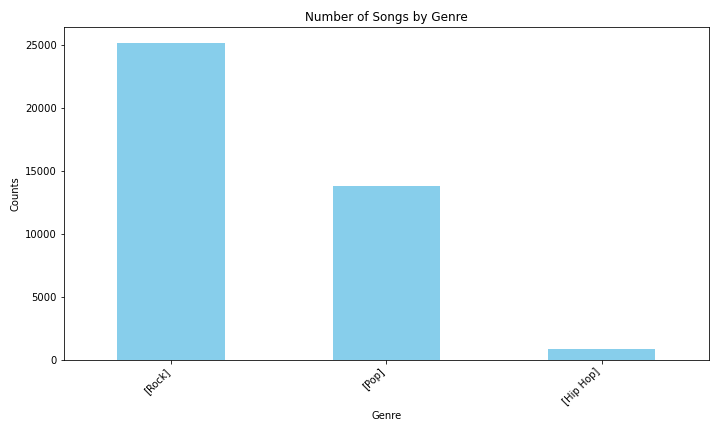 Number of Songs by Genre
Counts
25000
20000
15000
10000
5000
0
[Rock]
[Pop]
[Hip Hop]
Genre